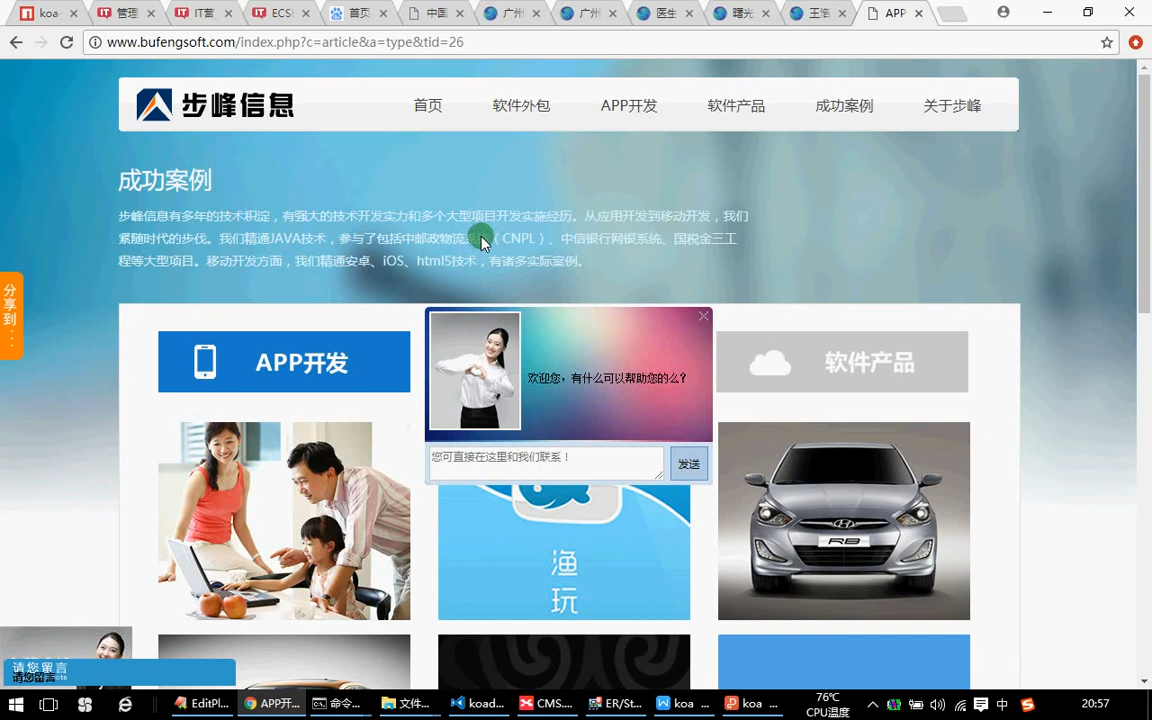 koa-
管理
IT营
ECS
首页
中国
广州
广州
医生
曙光
王浩
APP
www.bufengsoft.com/index.php?c=article&a=type&tid=26
步峰信息
首页
软件外包
APP开发
软件产品
成功案例
关于步峰
成功案例
步峰信息有多年的技术积淀，有强大的技术开发实力和多个大型项目开发实施经历。从应用开发到移动开发，我们
紧随时代的步伐。我们精通JAVA技术，参与了包括中邮政物流系（CNPL）、中信银行网银系统、国税金三工
程等大型项目。移动开发方面，我们精通安卓、iOS、html5技术，有诸多实际案例。
分享到...
APP开发
软件产品
欢迎您，有什么可以帮助您的么？
您可直接在这里和我们联系！
发送
渔
玩
RB
请您留言
请您留言
EditPl...
APP开...
命令...
文件...
koad...
CMS...
ER/St...
koa ...
koa ...
76℃
CPU温度
中
20:57